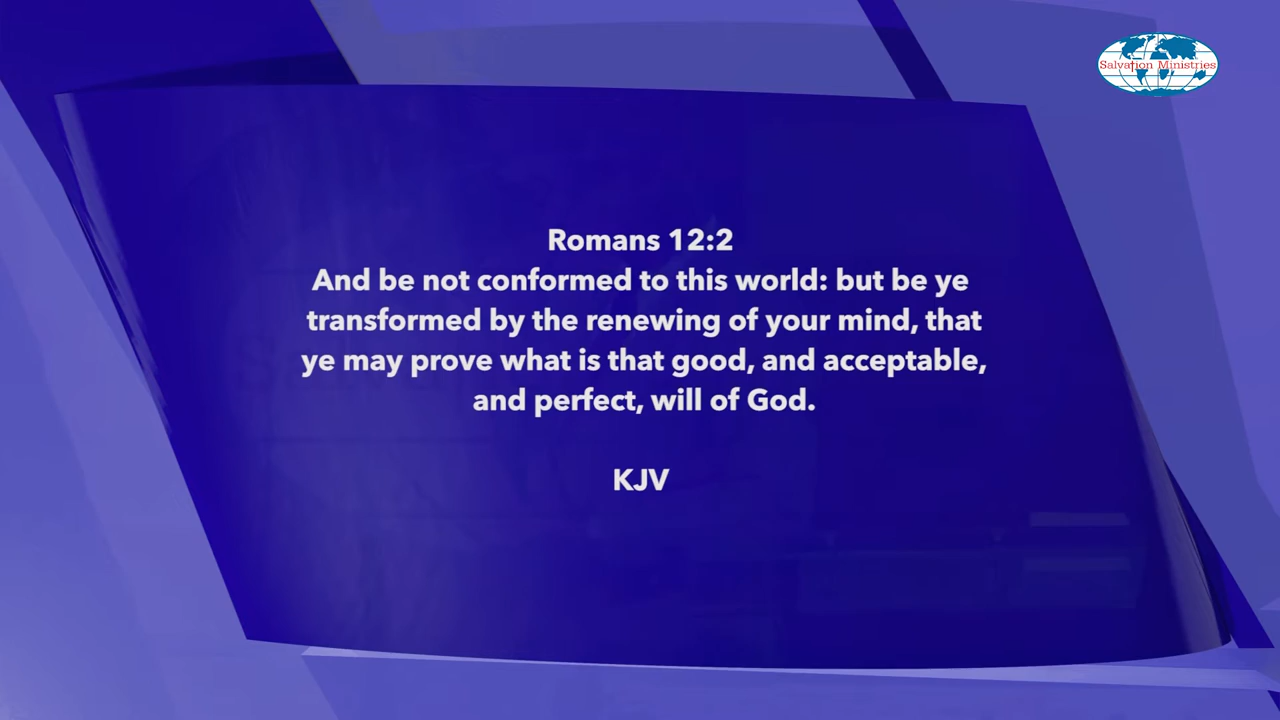 Salvation Ministries
Romans 12:2
And be not conformed to this world: but be ye
transformed by the renewing of your mind, that
ye may prove what is that good, and acceptable,
and perfect, will of God.
KJV